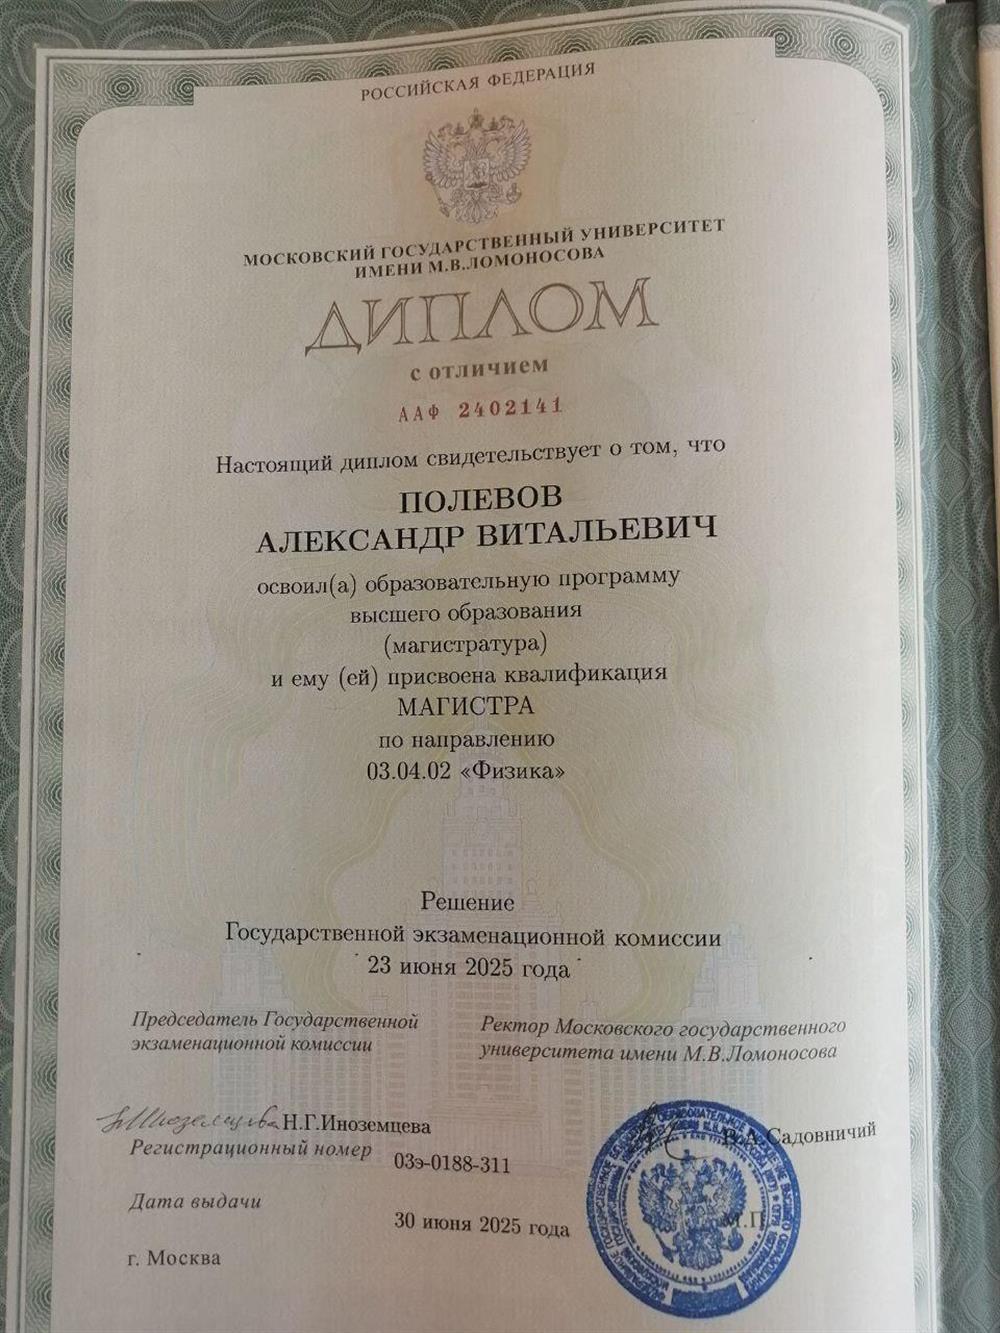 РОССИЙСКАЯ ФЕДЕРАЦИЯ
МОСКОВСКИЙ ГОСУДАРСТВЕННЫЙ УНИВЕРСИТЕТ
ИМЕНИ М.В.ЛОМОНОСОВА
ДИПЛОМ
с отличием
ААФ 2402141
Настоящий диплом свидетельствует о том, что
ПОЛЕВОВ
АЛЕКСАНДР ВИТАЛЬЕВИЧ
освоил(а) образовательную программу
высшего образования
(магистратура)
и ему (ей) присвоена квалификация
МАГИСТРА
по направлению
03.04.02 «Физика»
Решение
Государственной экзаменационной комиссии
23 июня 2025 года
Председатель Государственной
экзаменационной комиссии
Ректор Московского государственного
университета имени М.В.Ломоносова
Н.Г.Иноземцева
В.А.Садовничий
Регистрационный номер
03э-0188-311
Дата выдачи
30 июня 2025 года
М.П.
г. Москва